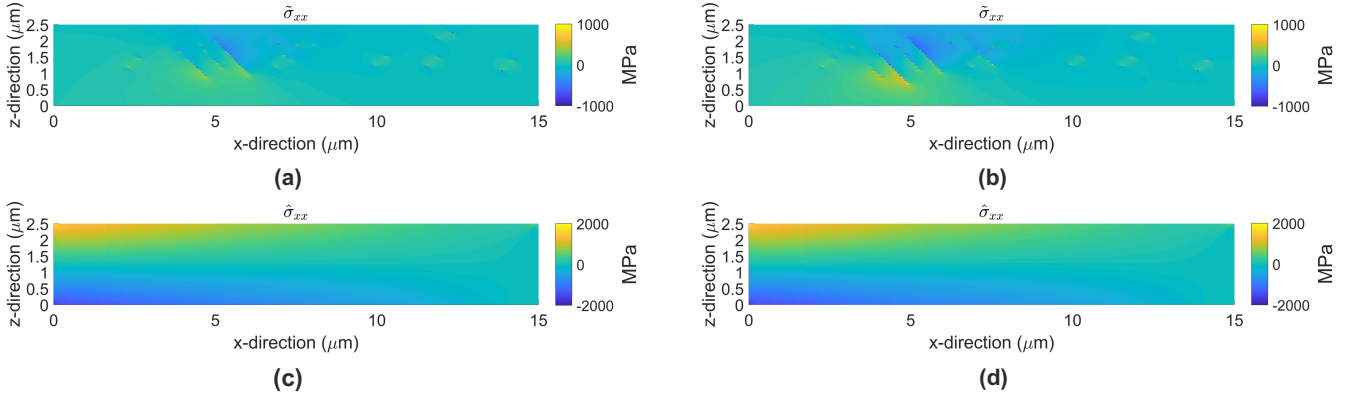 σ̃xx
2.5
2
1.5
1
0.5
0
z-direction (μm)
0 5 10 15
x-direction (μm)
1000
0
-1000
MPa
(a)
σ̃xx
2.5
2
1.5
1
0.5
0
z-direction (μm)
0 5 10 15
x-direction (μm)
1000
0
-1000
MPa
(b)
σ̂xx
2.5
2
1.5
1
0.5
0
z-direction (μm)
0 5 10 15
x-direction (μm)
2000
0
-2000
MPa
(c)
σ̂xx
2.5
2
1.5
1
0.5
0
z-direction (μm)
0 5 10 15
x-direction (μm)
2000
0
-2000
MPa
(d)